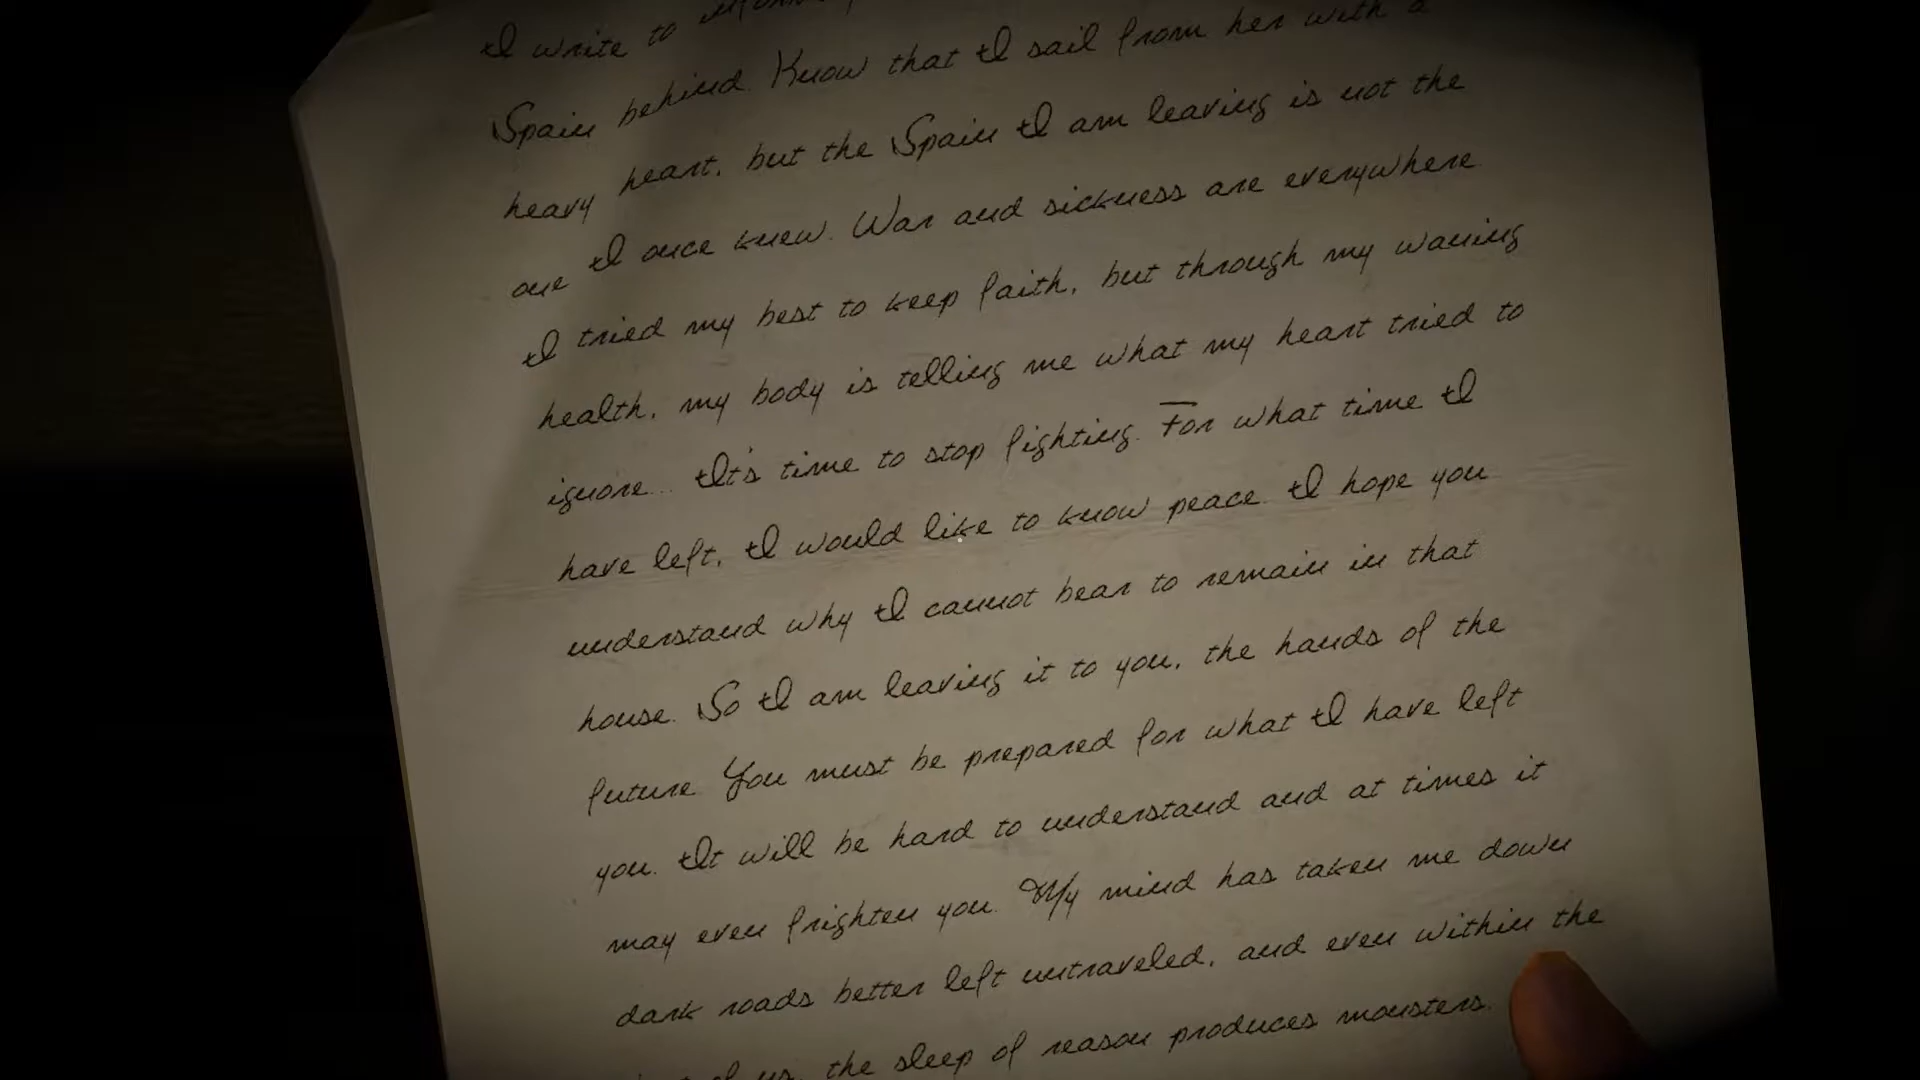 I write to
Spain behind. Know that I sail from her with a
heavy heart, but the Spain I am leaving is not the
one I once knew. War and sickness are everywhere.
I tried my best to keep faith, but through my waning
health, my body is telling me what my heart tried to
ignore... It's time to stop fighting. For what time I
have left, I would like to know peace. I hope you
understand why I cannot bear to remain in that
house. So I am leaving it to you, the hands of the
future. You must be prepared for what I have left
you. It will be hard to understand and at times it
may even frighten you. My mind has taken me down
dark roads better left untraveled, and even within the
of us, the sleep of reason produces monsters.